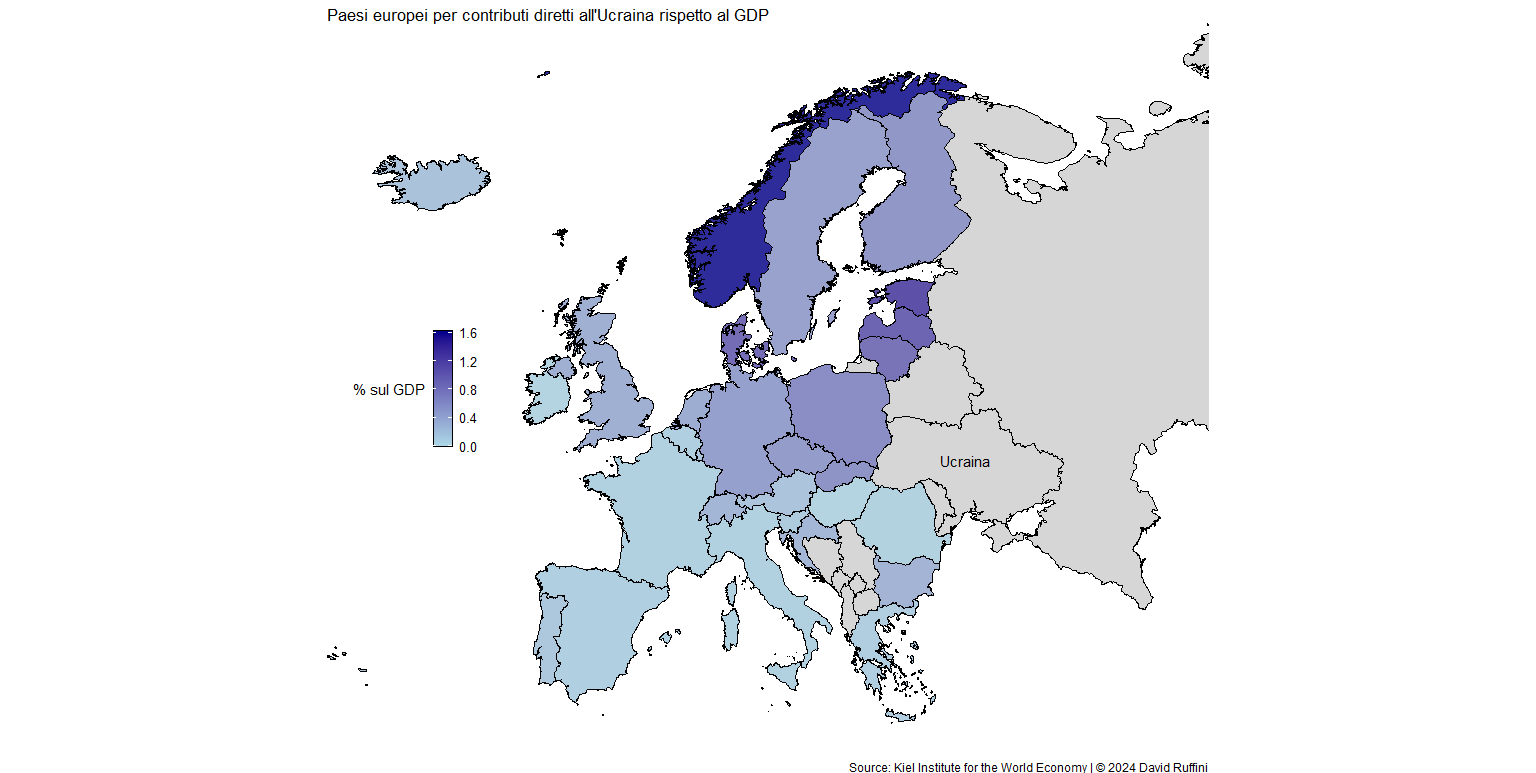 Paesi europei per contributi diretti all'Ucraina rispetto al GDP
% sul GDP
1.6
1.2
0.8
0.4
0.0
Ucraina
Source: Kiel Institute for the World Economy | © 2024 David Ruffini